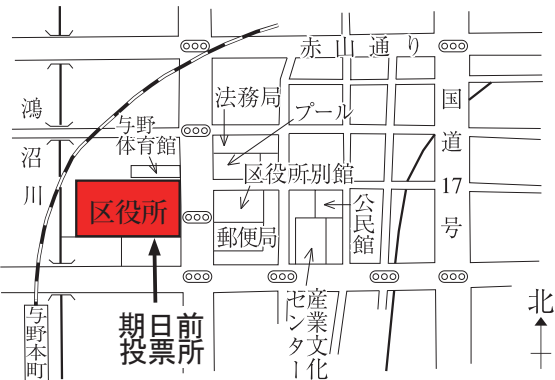 赤山通り
鴻沼川
法務局
プール
与野
体育館
国道17号
区役所別館
区役所
公民館
郵便局
期日前
投票所
産業文化
センター
与野本町
北